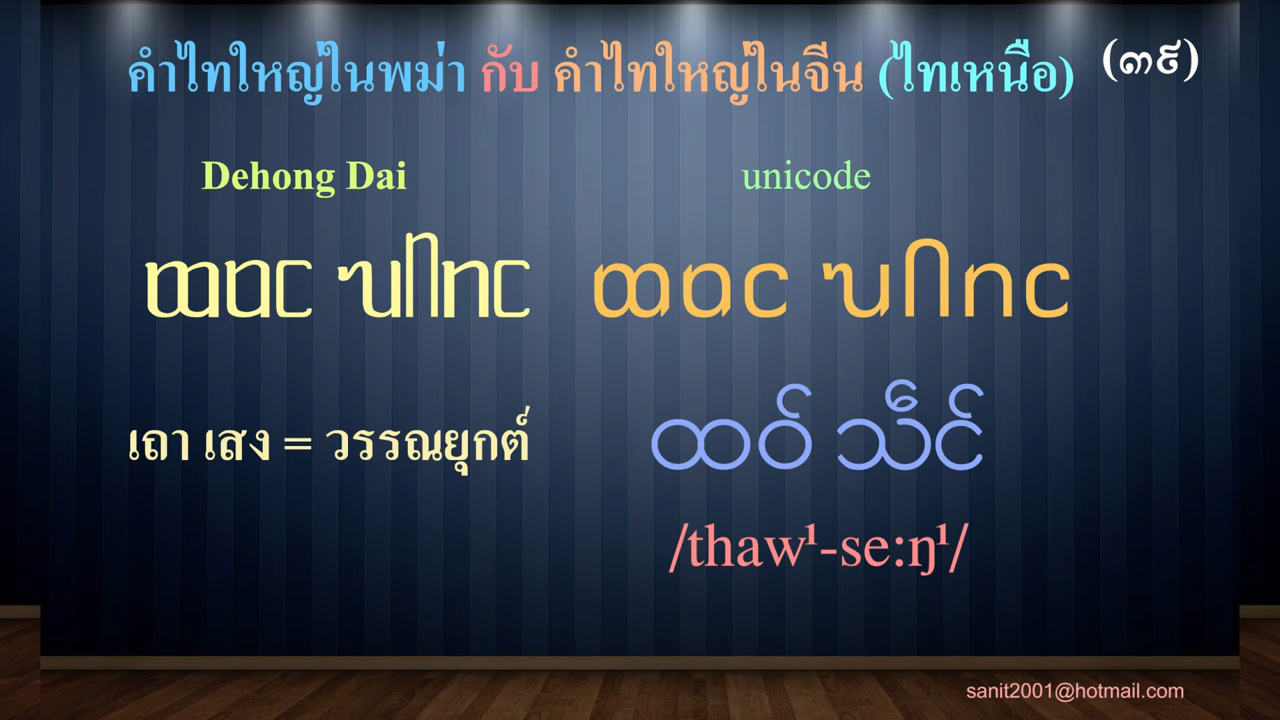 คำไทใหญ่ในพม่า กับ คำไทใหญ่ในจีน (ไทเหนือ) (๓๕)
Dehong Dai unicode
ᥗᥝᥴ ᥔᥥᥒᥴ ᥗᥝᥴ ᥔᥥᥒᥴ
เถา เสง = วรรณยุกต์ ထဝ် သဵင်
/thaw¹-se:ŋ¹/
sanit2001@hotmail.com